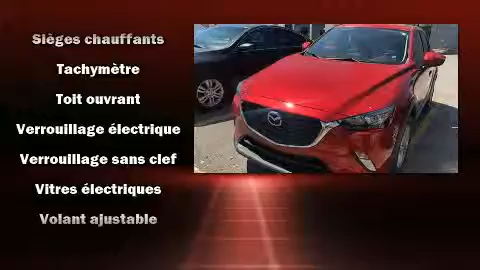 Sièges chauffants
Tachymètre
Toit ouvrant
Verrouillage électrique
Verrouillage sans clef
Vitres électriques
Volant ajustable